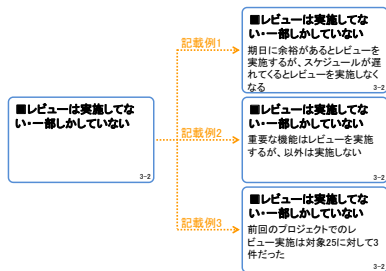 ■レビューは実施してな
い・一部しかしていない
3-2
記載例1
■レビューは実施してな
い・一部しかしていない
期日に余裕があるとレビューを
実施するが、スケジュールが遅
れてくるとレビューを実施しなく
なる
3-2
記載例2
■レビューは実施してな
い・一部しかしていない
重要な機能はレビューを実施
するが、以外は実施しない
3-2
記載例3
■レビューは実施してな
い・一部しかしていない
前回のプロジェクトでのレ
ビュー実施は対象25に対して3
件だった
3-2